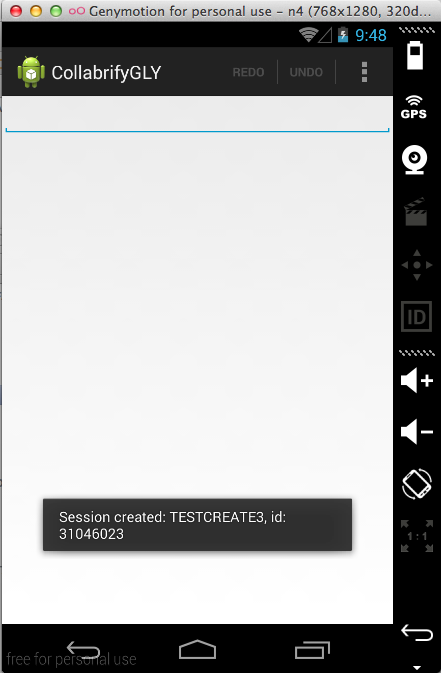 Genymotion for personal use - n4 (768x1280, 320d...
9:48
CollabrifyGLY
REDO
UNDO
GPS
ID
Session created: TESTCREATE3, id:
31046023
1:1
free for personal use